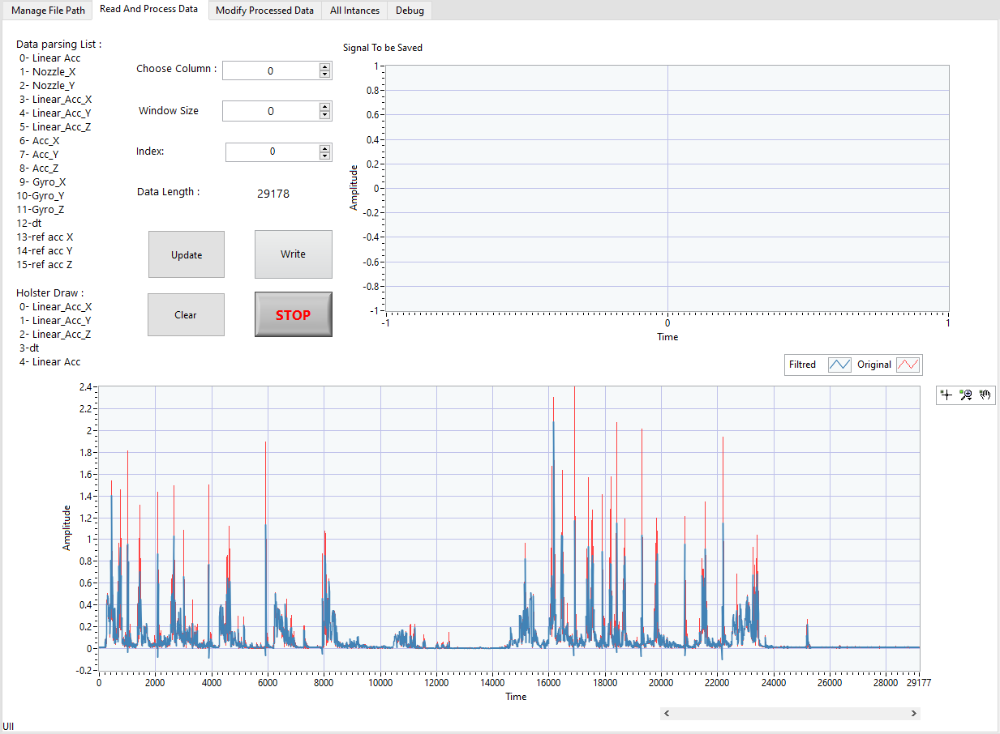 Manage File Path
Read And Process Data
Modify Processed Data
All Intances
Debug
Data parsing List :
0- Linear Acc
1- Nozzle_X
2- Nozzle_Y
3- Linear_Acc_X
4- Linear_Acc_Y
5- Linear_Acc_Z
6- Acc_X
7- Acc_Y
8- Acc_Z
9- Gyro_X
10-Gyro_Y
11-Gyro_Z
12-dt
13-ref acc X
14-ref acc Y
15-ref acc Z
Holster Draw :
0- Linear_Acc_X
1- Linear_Acc_Y
2- Linear_Acc_Z
3-dt
4- Linear Acc
Choose Column : 0
Window Size 0
Index: 0
Data Length : 29178
Update
Write
Clear
STOP
Signal To be Saved
Amplitude
1
0.8
0.6
0.4
0.2
0
-0.2
-0.4
-0.6
-0.8
-1
-1 0 1
Time
Filtred Original
Amplitude
2.4
2.2
2
1.8
1.6
1.4
1.2
1
0.8
0.6
0.4
0.2
0
-0.2
0 2000 4000 6000 8000 10000 12000 14000 16000 18000 20000 22000 24000 26000 28000 29177
Time
UII